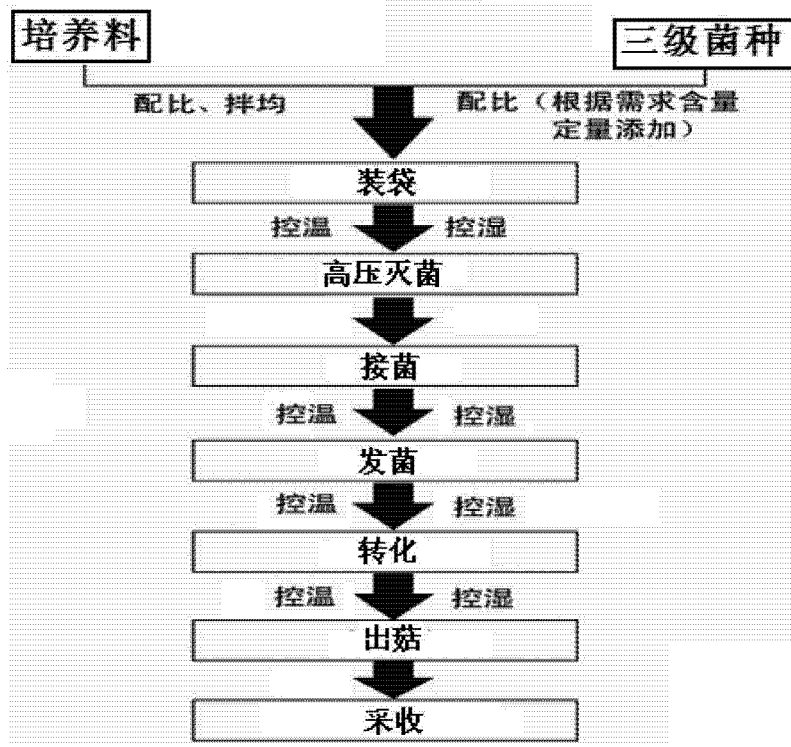 培养料
三级菌种
配比、拌均
配比（根据需求含量
定量添加）
装袋
控温
控湿
高压灭菌
接菌
控温
控湿
发菌
控温
控湿
转化
控温
控湿
出菇
采收